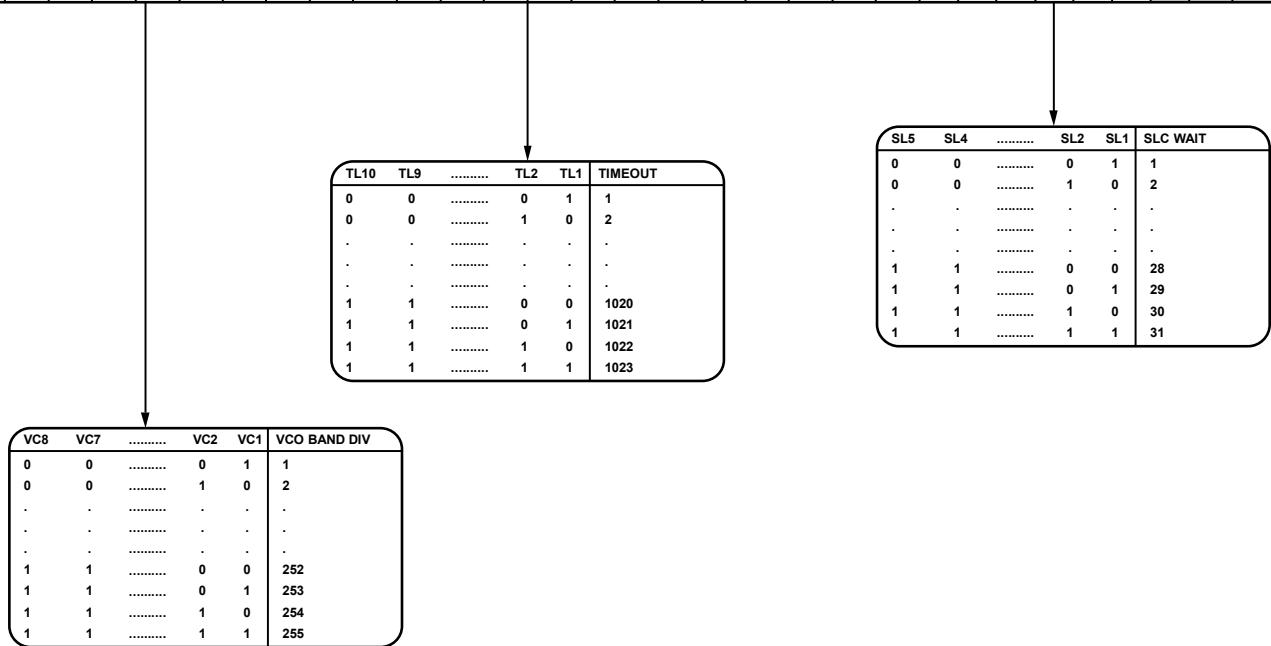 SL5 SL4 .......... SL2 SL1 SLC WAIT
0 0 .......... 0 1 1
0 0 .......... 1 0 2
. . .......... . . .
. . .......... . . .
. . .......... . . .
1 1 .......... 0 0 28
1 1 .......... 0 1 29
1 1 .......... 1 0 30
1 1 .......... 1 1 31
TL10 TL9 .......... TL2 TL1 TIMEOUT
0 0 .......... 0 1 1
0 0 .......... 1 0 2
. . .......... . . .
. . .......... . . .
. . .......... . . .
1 1 .......... 0 0 1020
1 1 .......... 0 1 1021
1 1 .......... 1 0 1022
1 1 .......... 1 1 1023
VC8 VC7 .......... VC2 VC1 VCO BAND DIV
0 0 .......... 0 1 1
0 0 .......... 1 0 2
. . .......... . . .
. . .......... . . .
. . .......... . . .
1 1 .......... 0 0 252
1 1 .......... 0 1 253
1 1 .......... 1 0 254
1 1 .......... 1 1 255